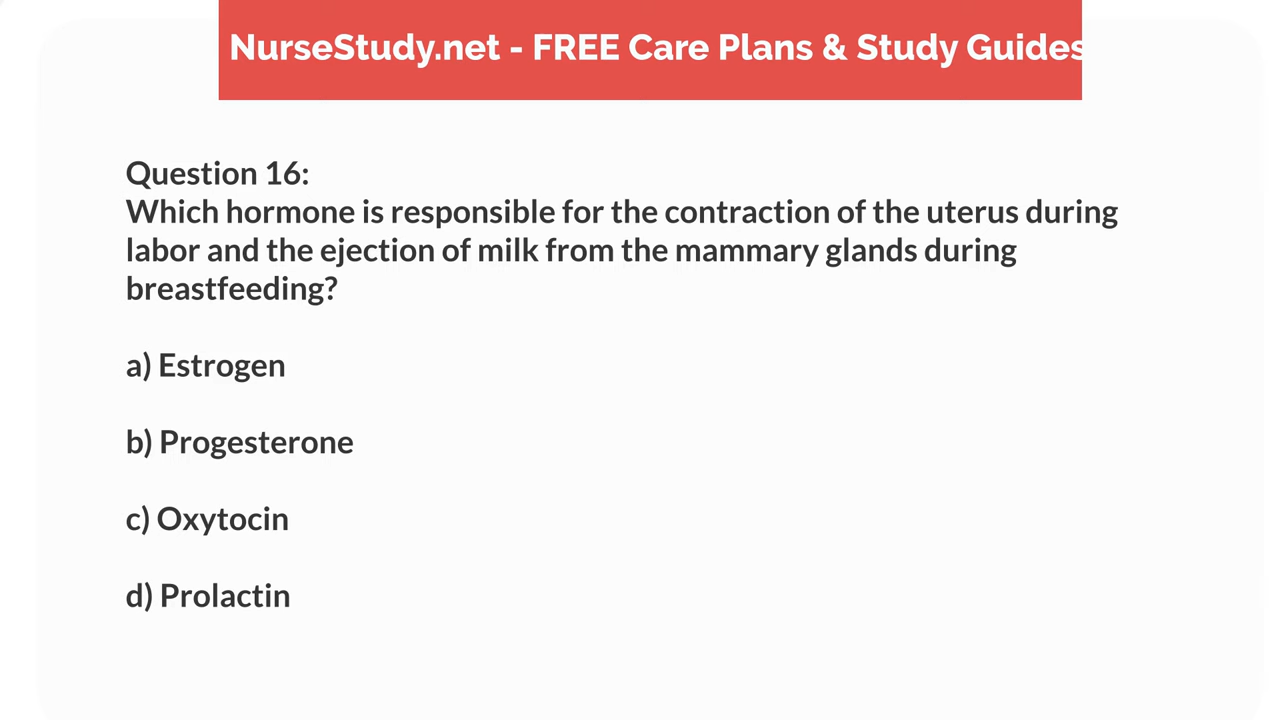 NurseStudy.net - FREE Care Plans & Study Guides
Question 16:
Which hormone is responsible for the contraction of the uterus during
labor and the ejection of milk from the mammary glands during
breastfeeding?
a) Estrogen
b) Progesterone
c) Oxytocin
d) Prolactin